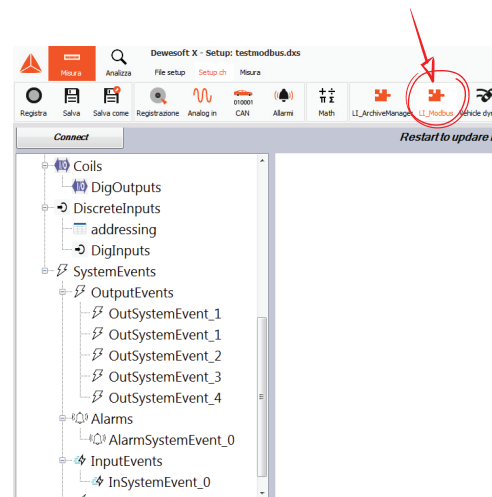 Dewesoft X - Setup: testmodbus.dxs
Misura Analizza File setup Setup ch Misura
010001
Registra Salva Salva come Registrazione Analog in CAN Allarmi Math LI_ArchiveManager LI_Modbus
Connect Restart to updare
Coils
DigOutputs
DiscreteInputs
addressing
DigInputs
SystemEvents
OutputEvents
OutSystemEvent_1
OutSystemEvent_1
OutSystemEvent_2
OutSystemEvent_3
OutSystemEvent_4
Alarms
AlarmSystemEvent_0
InputEvents
InSystemEvent_0